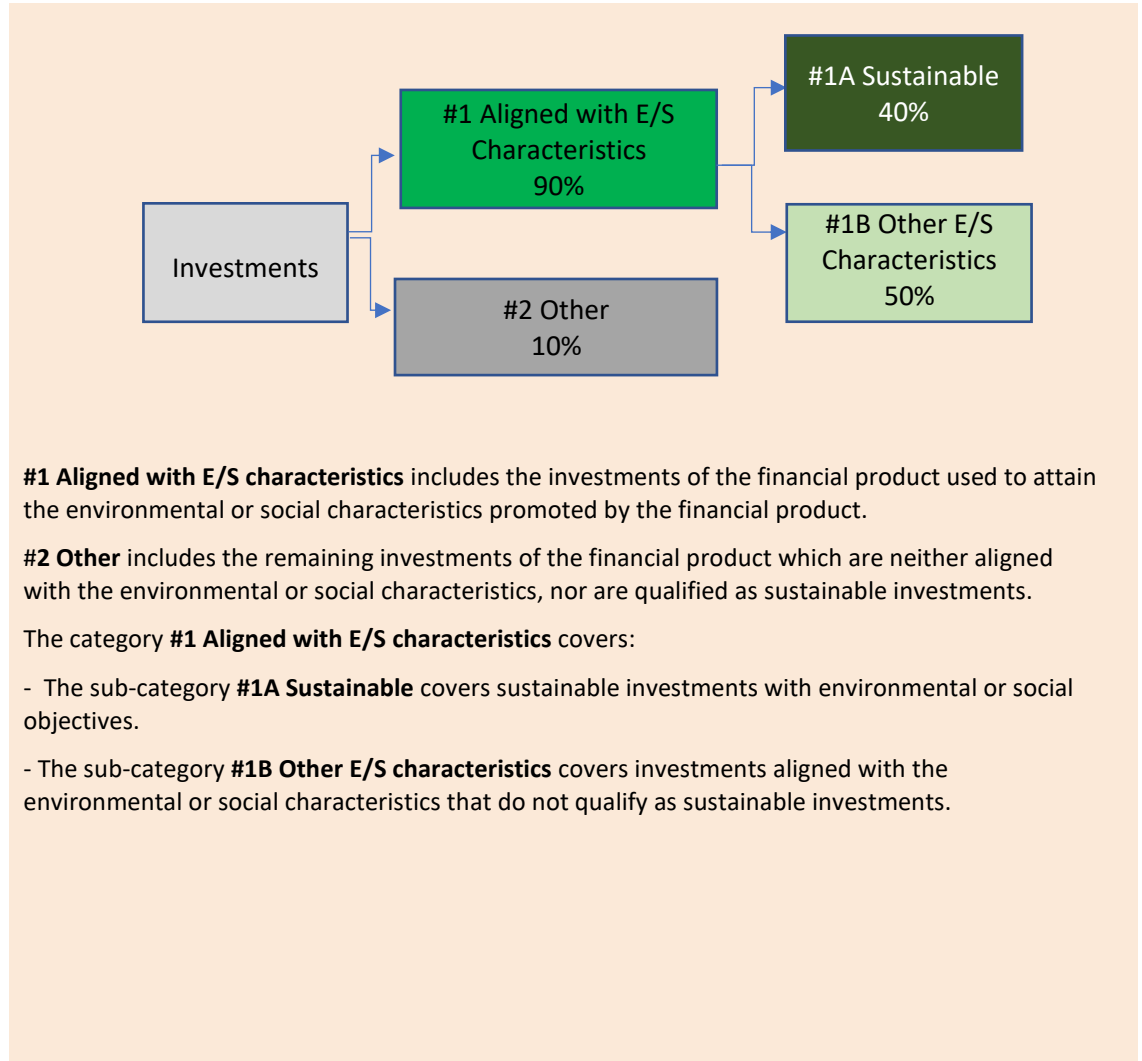 #1A Sustainable
40%
#1 Aligned with E/S
Characteristics
90%
#1B Other E/S
Characteristics
50%
Investments
#2 Other
10%
#1 Aligned with E/S characteristics includes the investments of the financial product used to attain
the environmental or social characteristics promoted by the financial product.
#2 Other includes the remaining investments of the financial product which are neither aligned
with the environmental or social characteristics, nor are qualified as sustainable investments.
The category #1 Aligned with E/S characteristics covers:
- The sub-category #1A Sustainable covers sustainable investments with environmental or social
objectives.
- The sub-category #1B Other E/S characteristics covers investments aligned with the
environmental or social characteristics that do not qualify as sustainable investments.